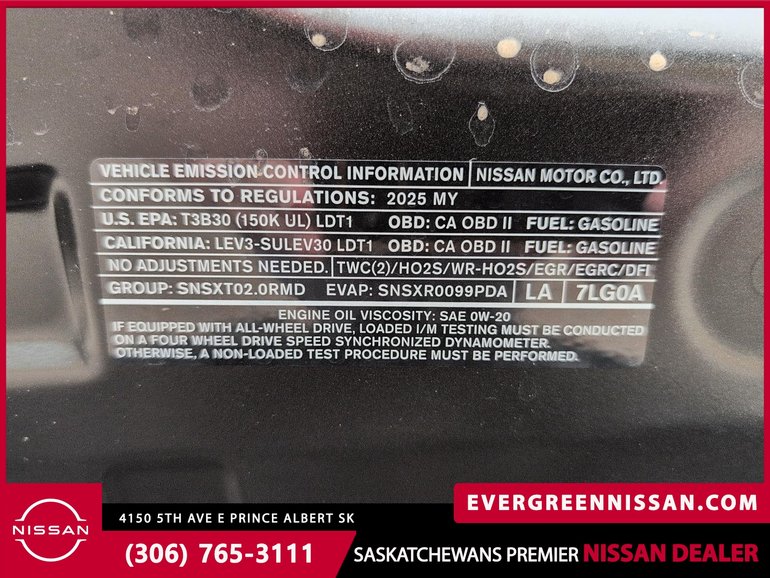 VEHICLE EMISSION CONTROL INFORMATION NISSAN MOTOR CO., LTD
CONFORMS TO REGULATIONS: 2025 MY
U.S. EPA: T3B30 (150K UL) LDT1 OBD: CA OBD II FUEL: GASOLINE
CALIFORNIA: LEV3-SULEV30 LDT1 OBD: CA OBD II FUEL: GASOLINE
NO ADJUSTMENTS NEEDED. TWC(2)/HO2S/WR-HO2S/EGR/EGRC/DFI
GROUP: SNSXT02.0RMD EVAP: SNSXR0099PDA LA 7LG0A
ENGINE OIL VISCOSITY: SAE 0W-20
IF EQUIPPED WITH ALL-WHEEL DRIVE, LOADED I/M TESTING MUST BE CONDUCTED
ON A FOUR WHEEL DRIVE SPEED SYNCHRONIZED DYNAMOMETER.
OTHERWISE, A NON-LOADED TEST PROCEDURE MUST BE PERFORMED.
NISSAN
4150 5TH AVE E PRINCE ALBERT SK
EVERGREENNISSAN.COM
(306) 765-3111
SASKATCHEWANS PREMIER NISSAN DEALER